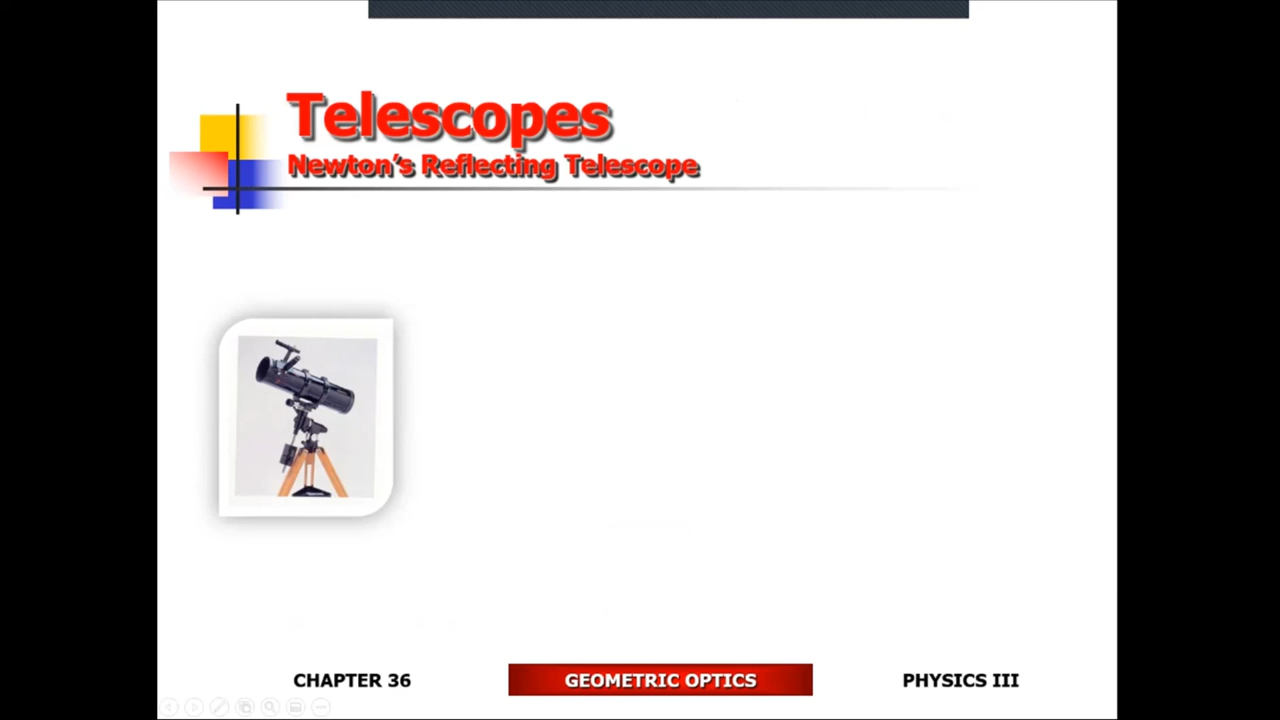 Telescopes
Newton's Reflecting Telescope
CHAPTER 36
GEOMETRIC OPTICS
PHYSICS III